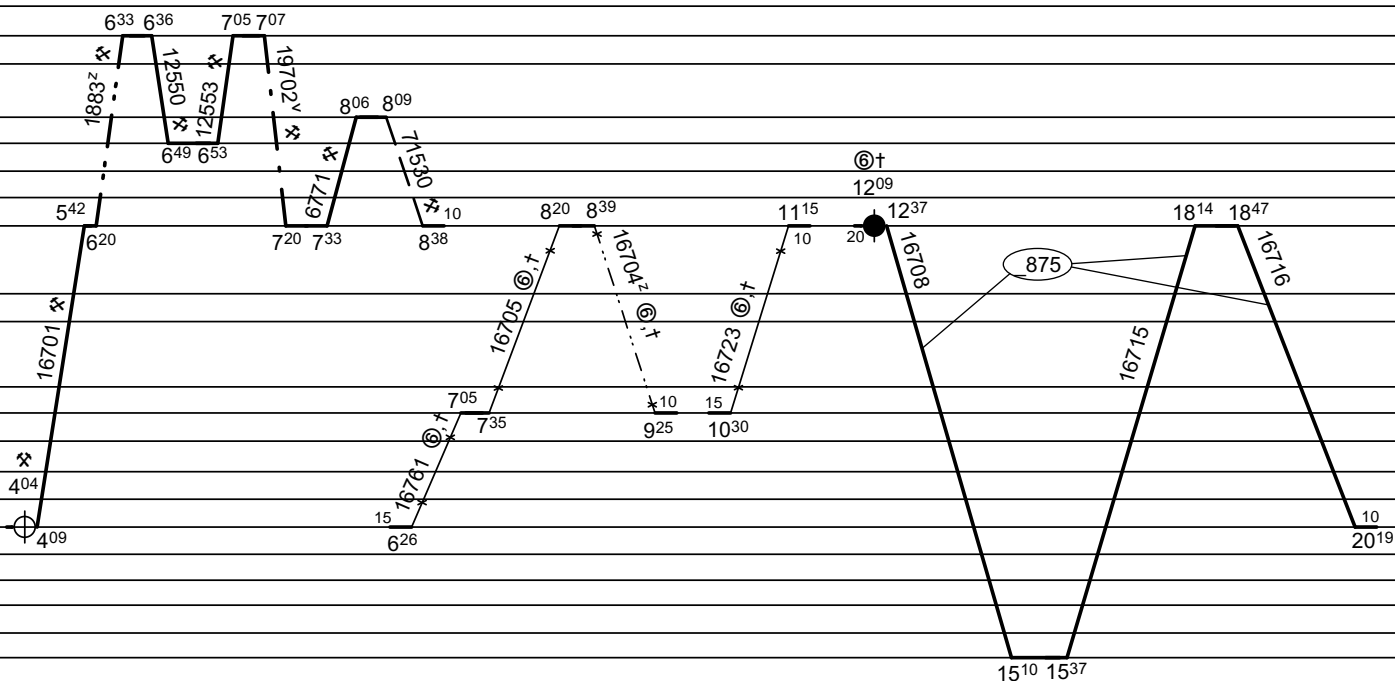 6³³ 6³⁶ 7⁰⁵ 7⁰⁷
1883ᶻ ⚒
12550 ⚒
12553 ⚒
19702ᵛ ⚒
8⁰⁶ 8⁰⁹
6⁴⁹ 6⁵³
6771 ⚒
71530 ⚒
⑥†
12⁰⁹
5⁴² 10 8²⁰ 8³⁹ 11¹⁵ 12³⁷ 18¹⁴ 18⁴⁷
6²⁰ 7²⁰ 7³³ 8³⁸ 10 20
16701 ⚒
16705 ⑥,†
16704ᶻ ⑥,†
16723 ⑥,†
16708
875
16715
16716
7⁰⁵ 10 15
7³⁵ 9²⁵ 10³⁰
16761 ⑥,†
⚒
4⁰⁴ 15 10
4⁰⁹ 6²⁶ 20¹⁹
15¹⁰ 15³⁷